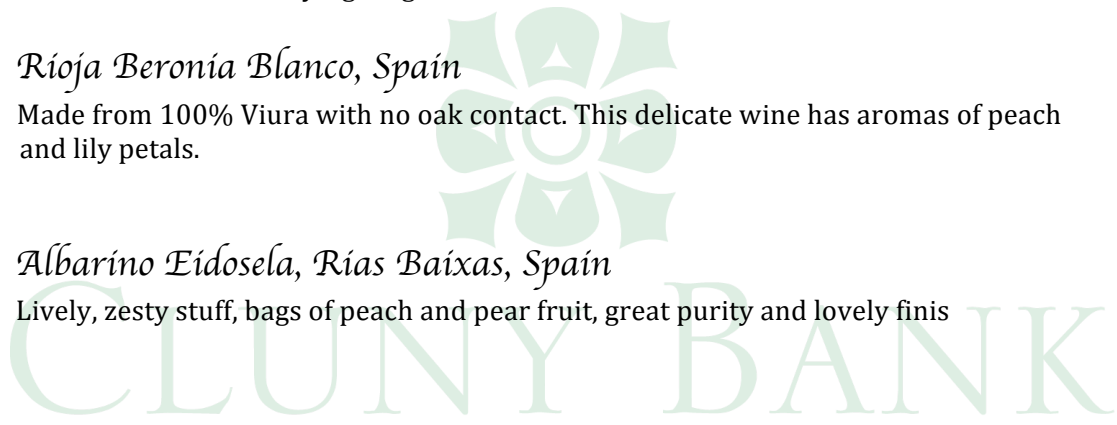 Rioja Beronia Blanco, Spain
Made from 100% Viura with no oak contact. This delicate wine has aromas of peach
and lily petals.
Albarino Eidosela, Rias Baixas, Spain
Lively, zesty stuff, bags of peach and pear fruit, great purity and lovely finis
CLUNY BANK